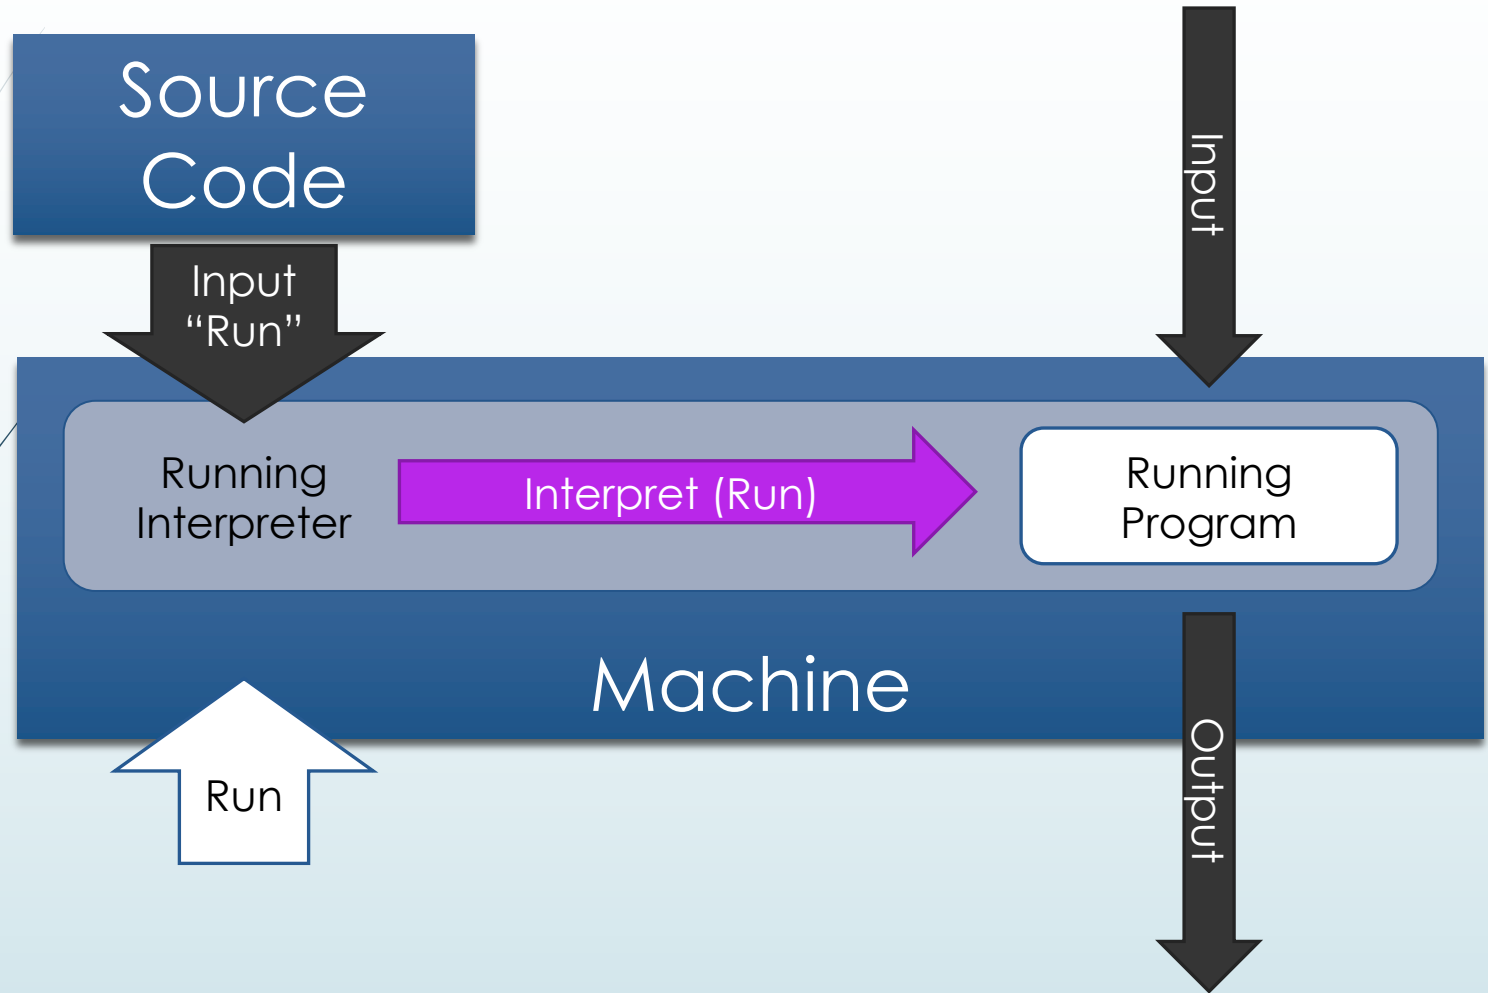 Source
Code
Input
“Run”
Input
Running
Interpreter
Interpret (Run)
Running
Program
Machine
Run
Output